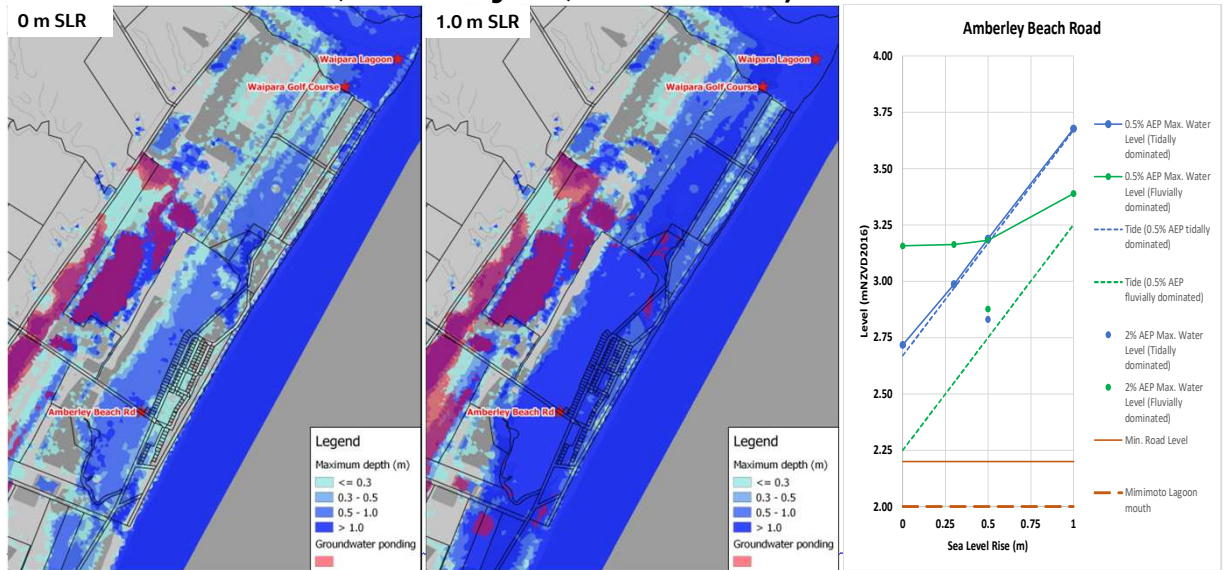 0 m SLR
Waipara Lagoon
Waipara Golf Course
Amberley Beach Rd
Legend
Maximum depth (m)
<= 0.3
0.3 - 0.5
0.5 - 1.0
> 1.0
Groundwater ponding
1.0 m SLR
Waipara Lagoon
Waipara Golf Course
Amberley Beach Rd
Legend
Maximum depth (m)
<= 0.3
0.3 - 0.5
0.5 - 1.0
> 1.0
Groundwater ponding
Amberley Beach Road
Level (mNZVD2016)
4.00
3.75
3.50
3.25
3.00
2.75
2.50
2.25
2.00
0 0.25 0.5 0.75 1
Sea Level Rise (m)
0.5% AEP Max. Water
Level (Tidally
dominated)
0.5% AEP Max. Water
Level (Fluvially
dominated)
Tide (0.5% AEP tidally
dominated)
Tide (0.5% AEP
fluvially dominated)
2% AEP Max. Water
Level (Tidally
dominated)
2% AEP Max. Water
Level (Fluvially
dominated)
Min. Road Level
Mimimoto Lagoon
mouth